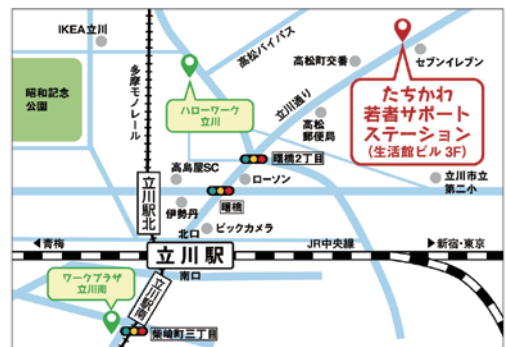 IKEA立川
多摩モノレール
高松バイパス
高松町交番
セブンイレブン
昭和記念
公園
ハローワーク
立川
立川通り
高松
郵便局
たちかわ
若者サポート
ステーション
(生活館ビル 3F)
曙橋2丁目
高島屋SC
ローソン
立川市立
第二小
立川駅北
伊勢丹
曙橋
北口
ビックカメラ
◀青梅
JR中央線
▶新宿・東京
立川駅
南口
ワークプラザ
立川南
立川駅南
柴崎町三丁目